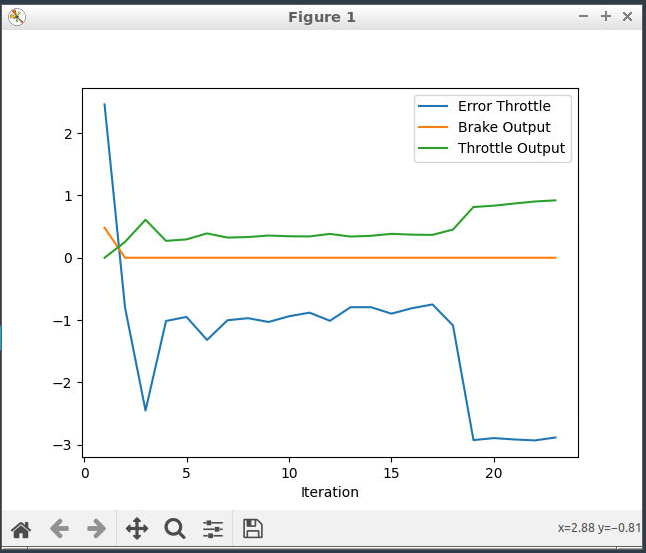 Figure 1
Error Throttle
Brake Output
Throttle Output
2
1
0
−1
−2
−3
0
5
10
15
20
Iteration
x=2.88 y=−0.81